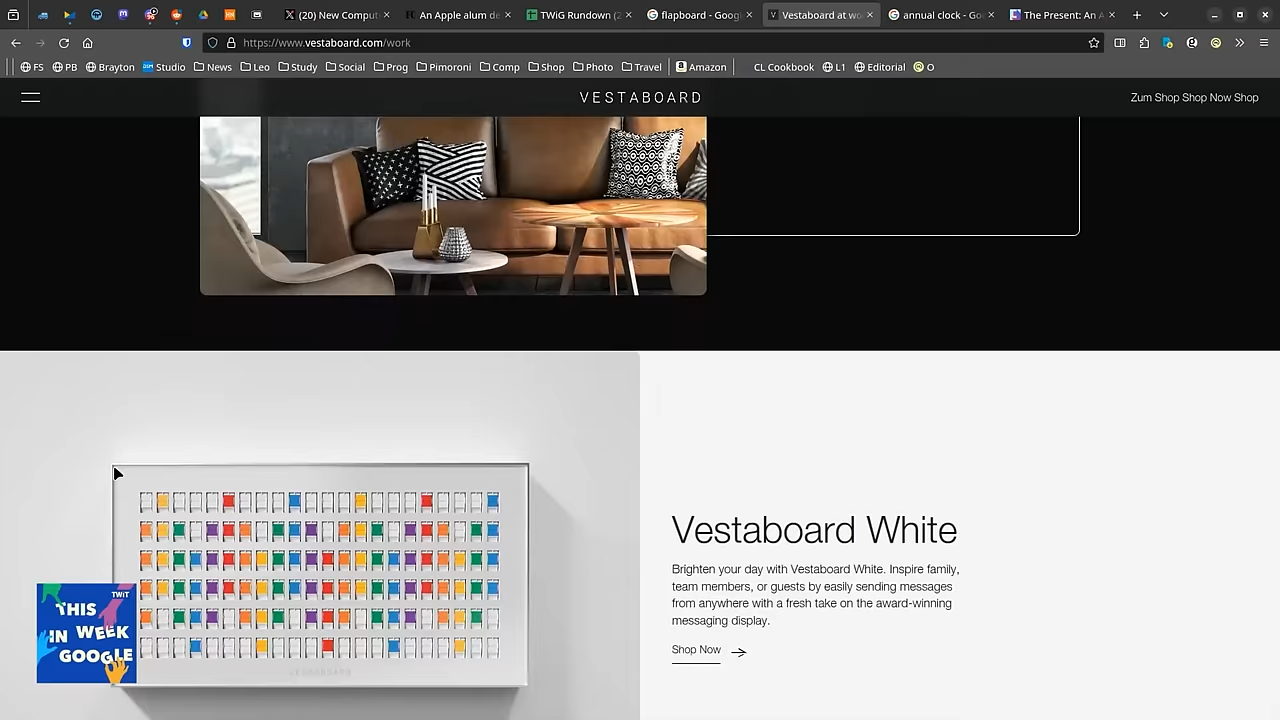 (20) New Comput
An Apple alum d
TWiG Rundown (2
flapboard - Goog
Vestaboard at wo
annual clock - Go
The Present: An A
https://www.vestaboard.com/work
FS
PB
Brayton
Studio
News
Leo
Study
Social
Prog
Pimoroni
Comp
Shop
Photo
Travel
Amazon
CL Cookbook
L1
Editorial
O
VESTABOARD
Zum Shop Shop Now Shop
Vestaboard White
Brighten your day with Vestaboard White. Inspire family,
team members, or guests by easily sending messages
from anywhere with a fresh take on the award-winning
messaging display.
Shop Now
TWiT
THIS
IN WEEK
GOOGLE